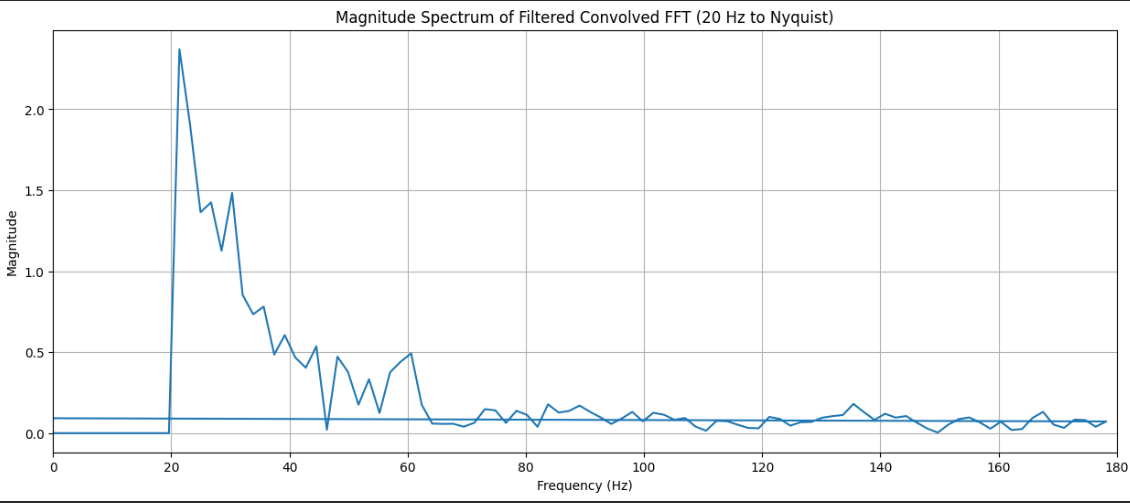 Magnitude Spectrum of Filtered Convolved FFT (20 Hz to Nyquist)
Magnitude
2.0
1.5
1.0
0.5
0.0
0 20 40 60 80 100 120 140 160 180
Frequency (Hz)